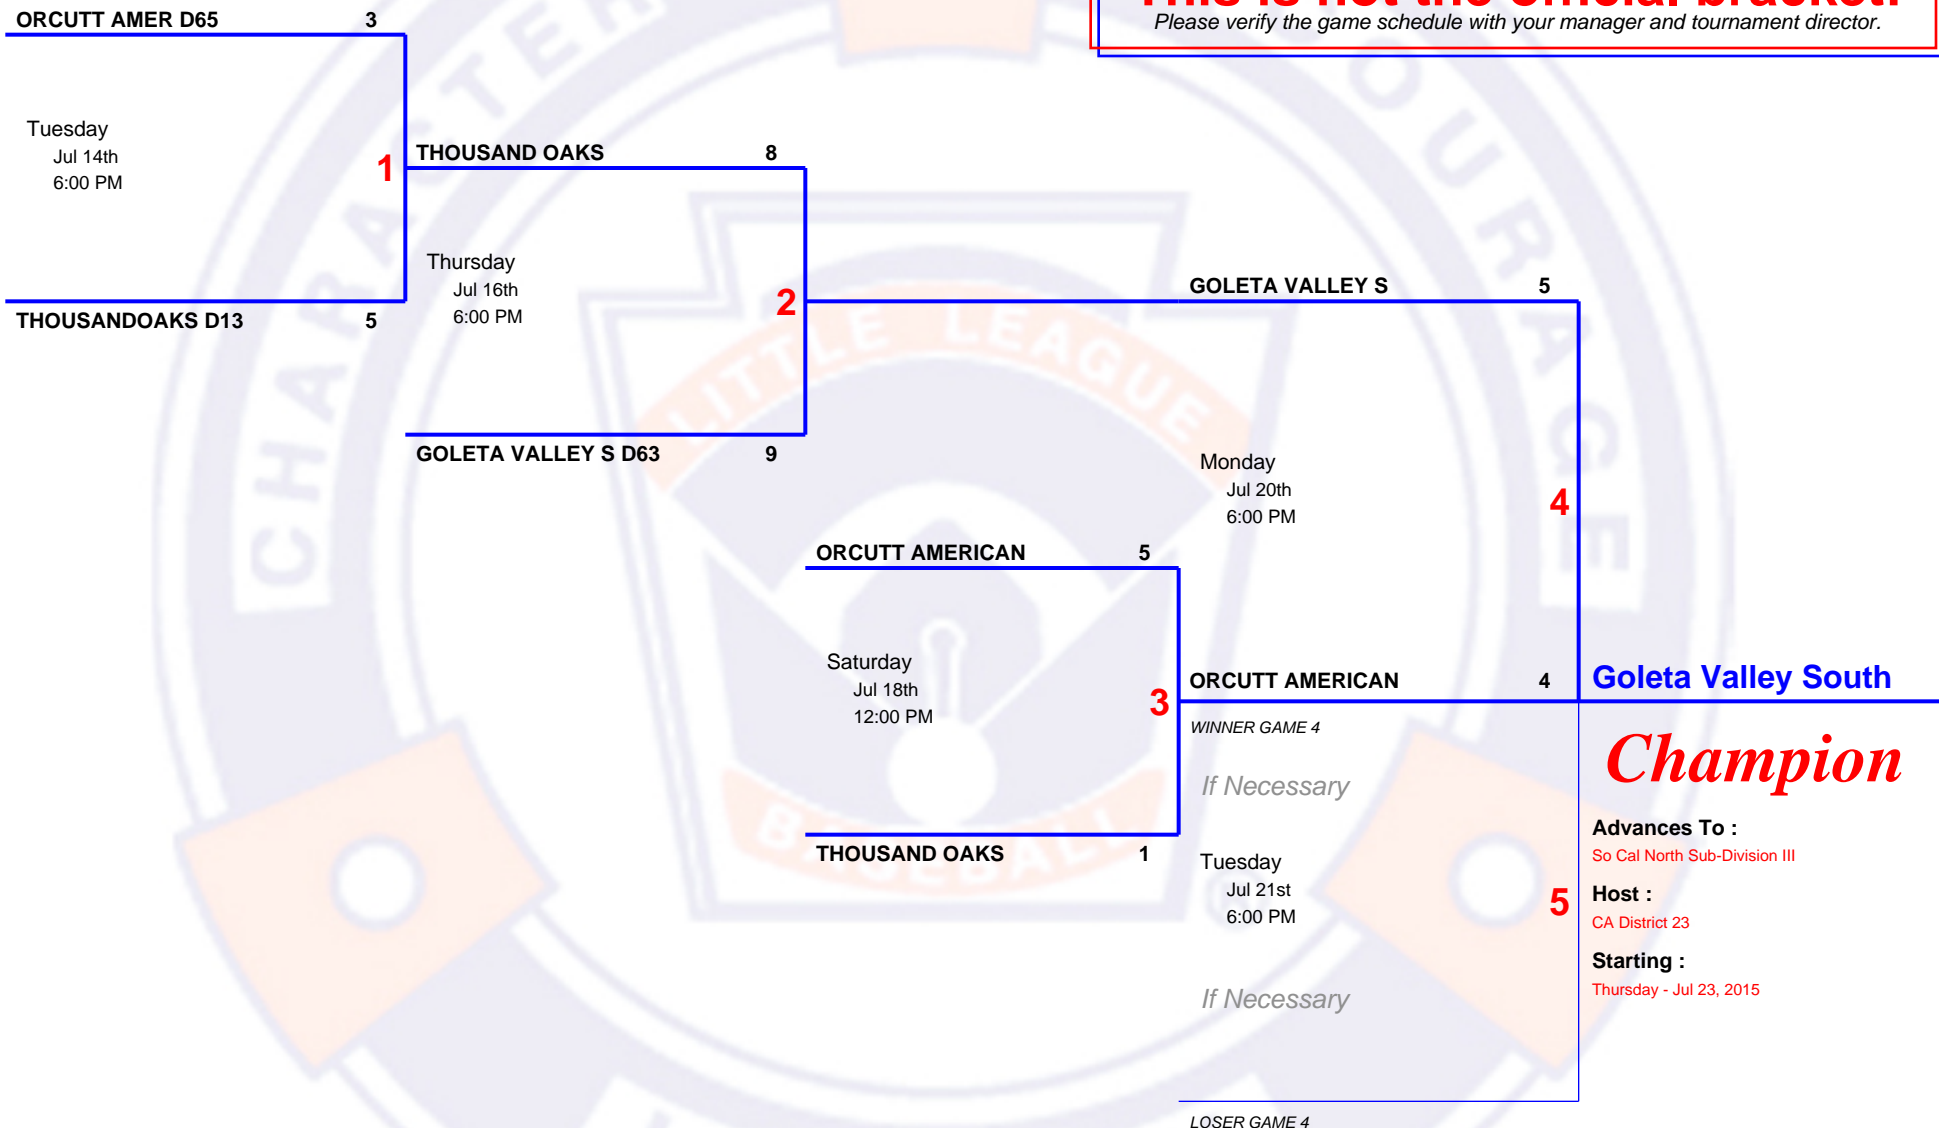 This is not the official bracket!
Please verify the game schedule with your manager and tournament director.
ORCUTT AMER D65 3
Tuesday
Jul 14th
6:00 PM
1
THOUSANDOAKS D13 5
THOUSAND OAKS 8
Thursday
Jul 16th
6:00 PM
2
GOLETA VALLEY S D63 9
ORCUTT AMERICAN 5
Saturday
Jul 18th
12:00 PM
3
THOUSAND OAKS 1
GOLETA VALLEY S 5
Monday
Jul 20th
6:00 PM
4
ORCUTT AMERICAN 4
WINNER GAME 4
If Necessary
Tuesday
Jul 21st
6:00 PM
5
If Necessary
LOSER GAME 4
Goleta Valley South
Champion
Advances To :
So Cal North Sub-Division III
Host :
CA District 23
Starting :
Thursday - Jul 23, 2015
CHARACTER
COURAGE
LITTLE LEAGUE
BASEBALL
®